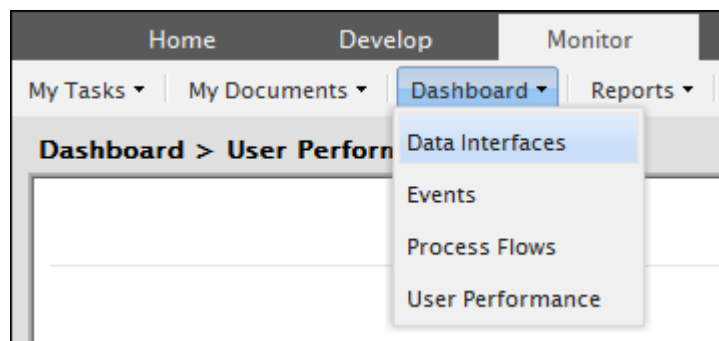 Home Develop Monitor
My Tasks My Documents Dashboard Reports
Dashboard > User Perforn
Data Interfaces
Events
Process Flows
User Performance